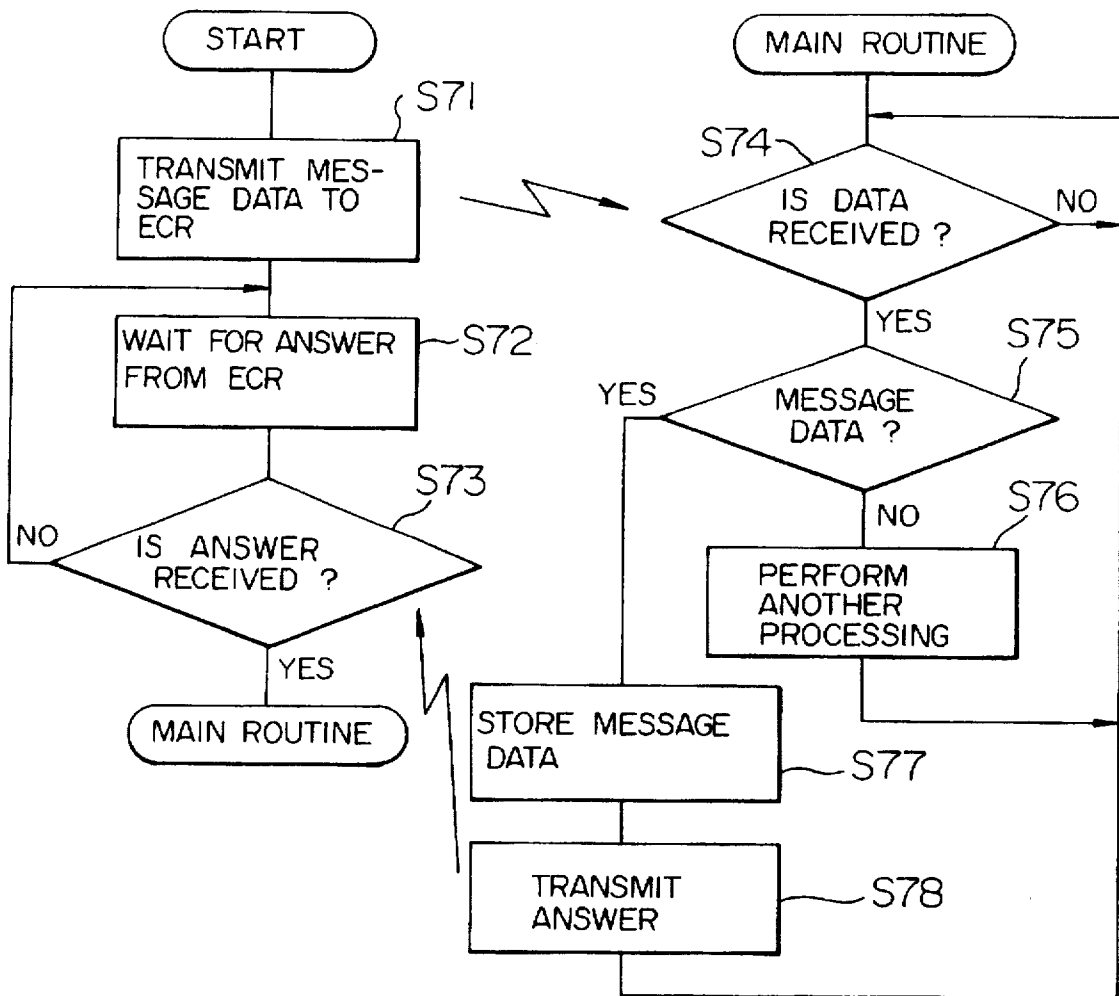 START
S71
TRANSMIT MES-
SAGE DATA TO
ECR
WAIT FOR ANSWER
FROM ECR
S72
S73
IS ANSWER
RECEIVED ?
NO
YES
MAIN ROUTINE
MAIN ROUTINE
S74
IS DATA
RECEIVED ?
NO
YES
S75
MESSAGE
DATA ?
YES
NO
S76
PERFORM
ANOTHER
PROCESSING
STORE MESSAGE
DATA
S77
TRANSMIT
ANSWER
S78